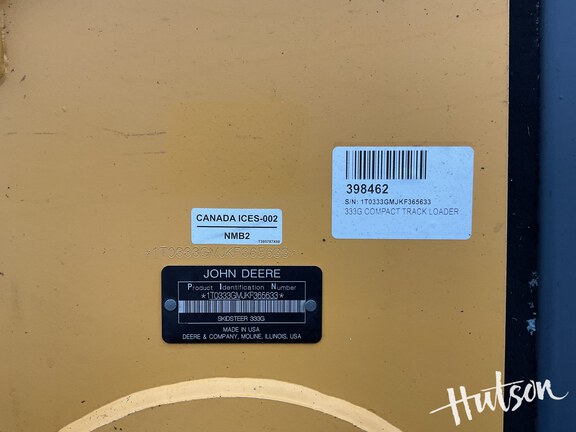 398462
S/N: 1T0333GMJKF365633
333G COMPACT TRACK LOADER
CANADA ICES-002
NMB2
*1T0333GMJKF365633*
JOHN DEERE
Product Identification Number
*1T0333GMJKF365633*
SKIDSTEER 333G
MADE IN USA
DEERE & COMPANY, MOLINE, ILLINOIS, USA
Hutson